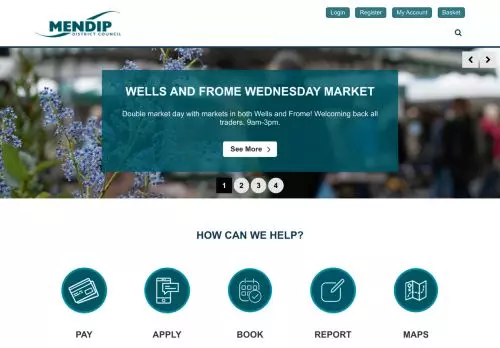 MENDIP
DISTRICT COUNCIL
Login Register My Account Basket
WELLS AND FROME WEDNESDAY MARKET
Double market day with markets in both Wells and Frome! Welcoming back all
traders. 9am-3pm.
See More
1 2 3 4
HOW CAN WE HELP?
PAY APPLY BOOK REPORT MAPS